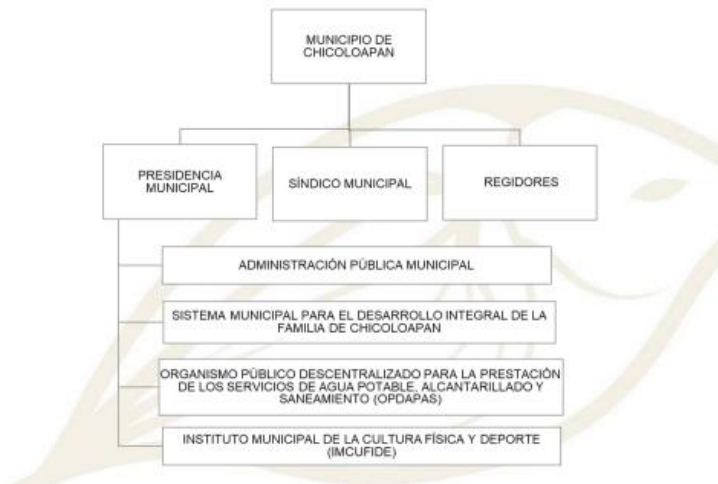 MUNICIPIO DE
CHICOLOAPAN
PRESIDENCIA
MUNICIPAL
SÍNDICO MUNICIPAL
REGIDORES
ADMINISTRACIÓN PÚBLICA MUNICIPAL
SISTEMA MUNICIPAL PARA EL DESARROLLO INTEGRAL DE LA
FAMILIA DE CHICOLOAPAN
ORGANISMO PÚBLICO DESCENTRALIZADO PARA LA PRESTACIÓN
DE LOS SERVICIOS DE AGUA POTABLE, ALCANTARILLADO Y
SANEAMIENTO (OPDAPAS)
INSTITUTO MUNICIPAL DE LA CULTURA FÍSICA Y DEPORTE
(IMCUFIDE)